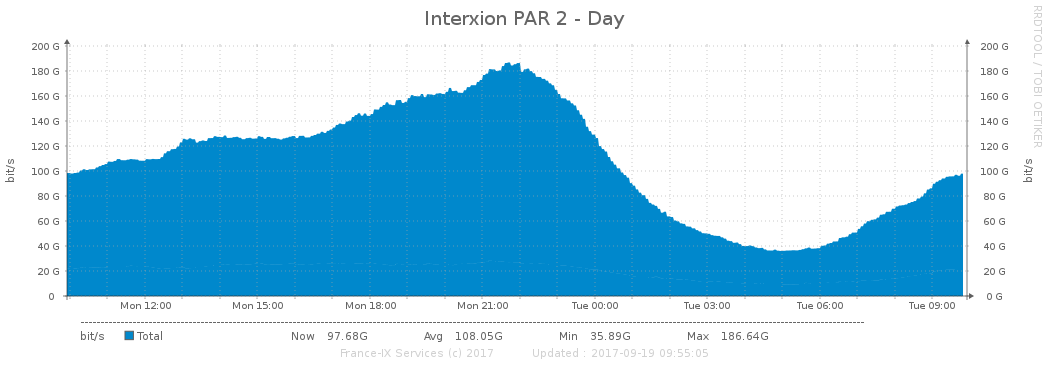 Interxion PAR 2 - Day
RRDTOOL / TOBI OETIKER
bit/s
200 G 200 G
180 G 180 G
160 G 160 G
140 G 140 G
120 G 120 G
100 G 100 G
80 G 80 G
60 G 60 G
40 G 40 G
20 G 20 G
0 0 G
bit/s
Mon 12:00 Mon 15:00 Mon 18:00 Mon 21:00 Tue 00:00 Tue 03:00 Tue 06:00 Tue 09:00
bit/s Total Now 97.68G Avg 108.05G Min 35.89G Max 186.64G
France-IX Services (c) 2017 Updated : 2017-09-19 09:55:05